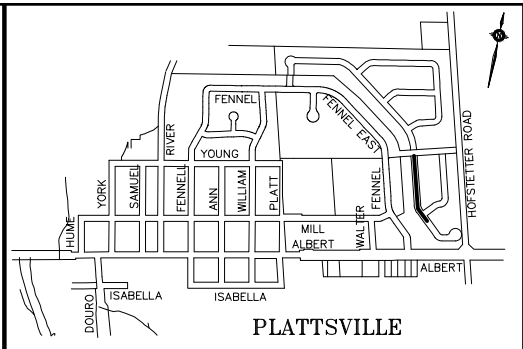 FENNEL
FENNEL EAST
HOFSTETTER ROAD
RIVER
YOUNG
YORK
SAMUEL
FENNELL
ANN
WILLIAM
PLATT
FENNEL
WALTER
HUME
MILL
ALBERT
ALBERT
ISABELLA
ISABELLA
DOURO
PLATTSVILLE